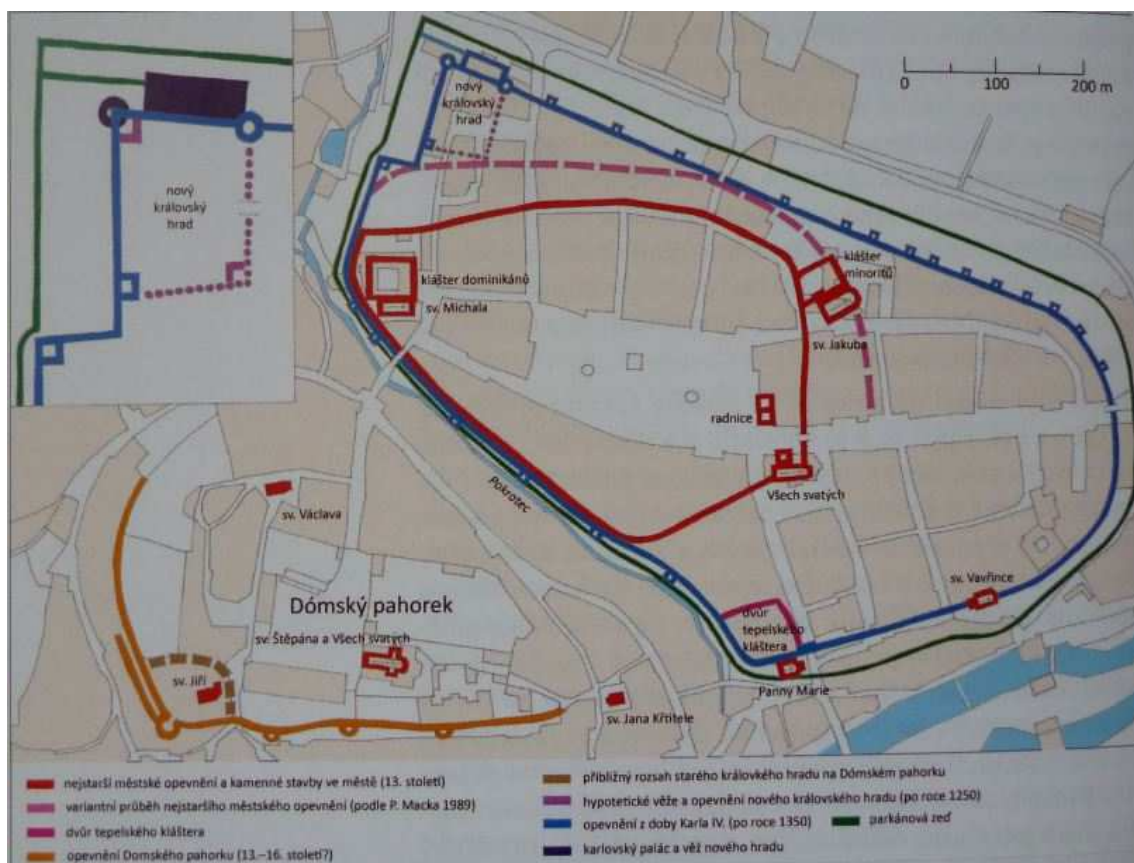 0 100 200 m
nový
královský
hrad
nový
královský
hrad
klášter dominikánů
sv. Michala
klášter
minoritů
sv. Jakuba
radnice
Všech svatých
Pokrotec
sv. Václava
Dómský pahorek
sv. Štěpána a Všech svatých
sv. Jiří
sv. Jana Křtitele
dvůr
tepelského
kláštera
Panny Marie
sv. Vavřince
nejstarší městské opevnění a kamenné stavby ve městě (13. století)
variantní průběh nejstaršího městského opevnění (podle P. Macka 1989)
dvůr tepelského kláštera
opevnění Domského pahorku (13.–16. století?)
přibližný rozsah starého královkého hradu na Dómském pahorku
hypotetické věže a opevnění nového královského hradu (po roce 1250)
opevnění z doby Karla IV. (po roce 1350)
parkánová zeď
karlovský palác a věž nového hradu